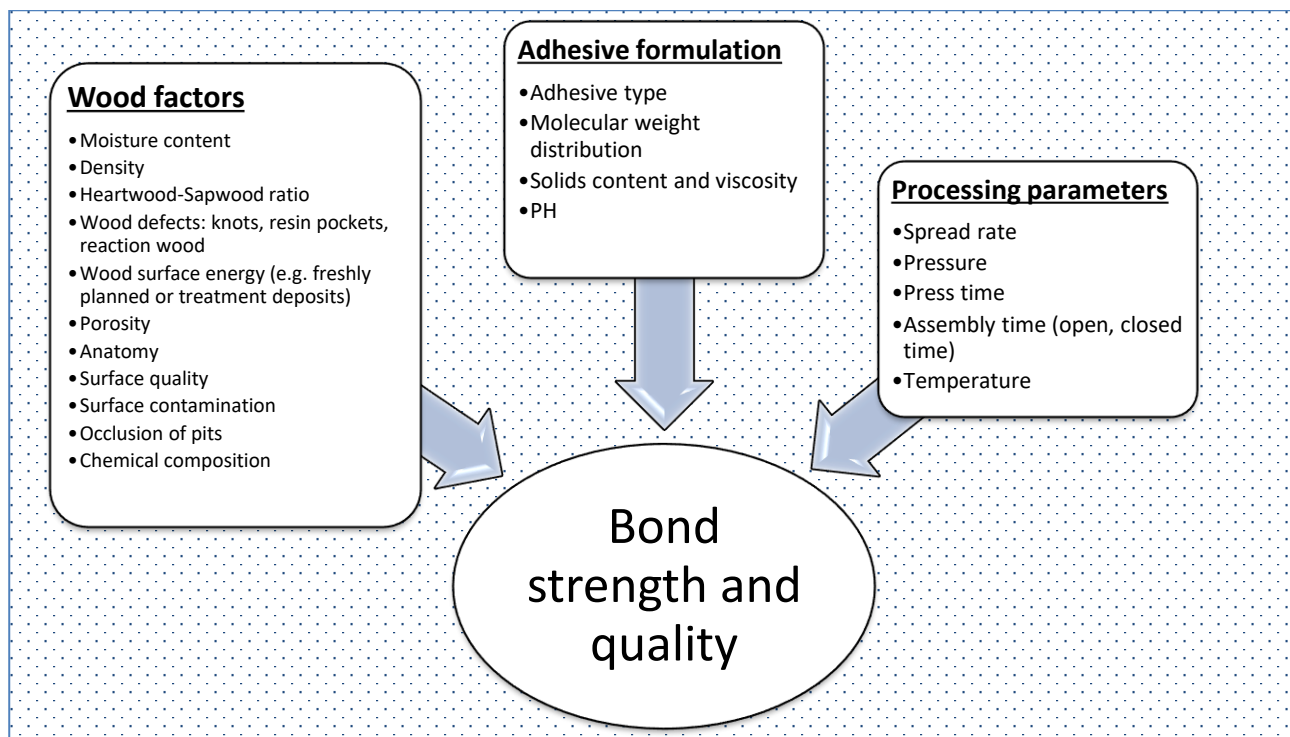 Wood factors
•Moisture content
•Density
•Heartwood-Sapwood ratio
•Wood defects: knots, resin pockets,
reaction wood
•Wood surface energy (e.g. freshly
planned or treatment deposits)
•Porosity
•Anatomy
•Surface quality
•Surface contamination
•Occlusion of pits
•Chemical composition
Adhesive formulation
•Adhesive type
•Molecular weight
distribution
•Solids content and viscosity
•PH
Processing parameters
•Spread rate
•Pressure
•Press time
•Assembly time (open, closed
time)
•Temperature
Bond
strength and
quality